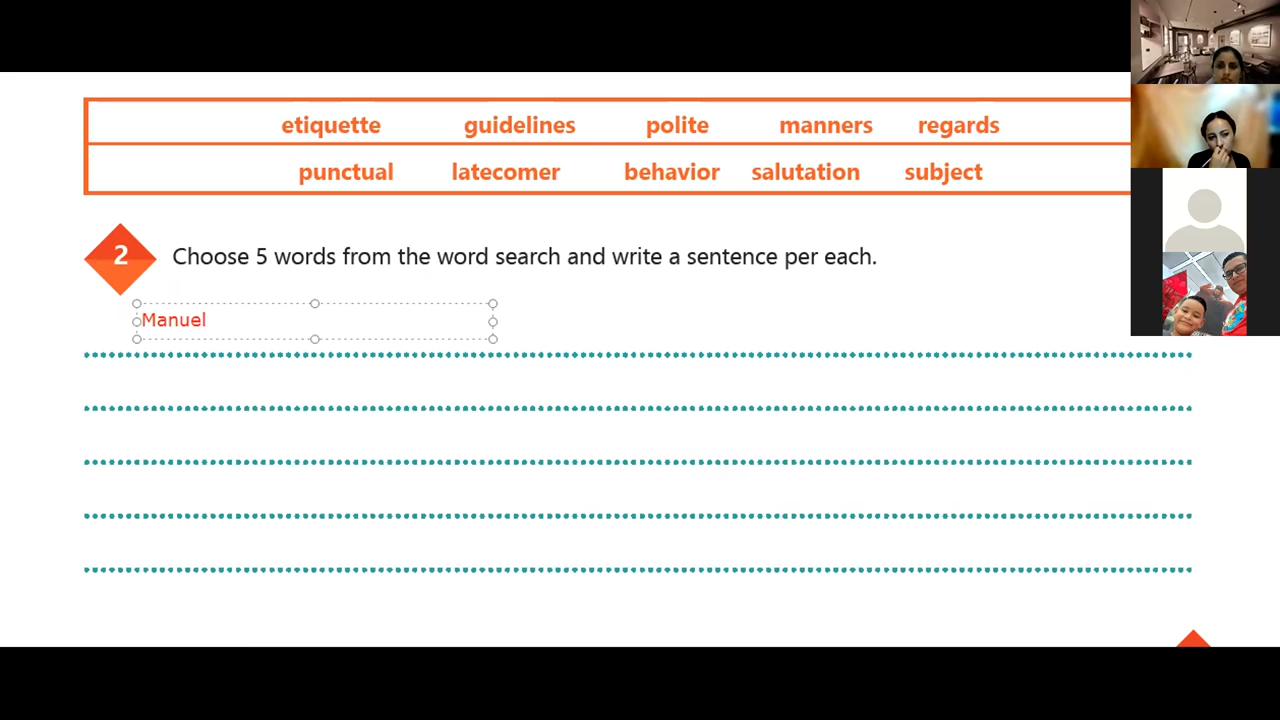 etiquette guidelines polite manners regards
punctual latecomer behavior salutation subject
2 Choose 5 words from the word search and write a sentence per each.
Manuel